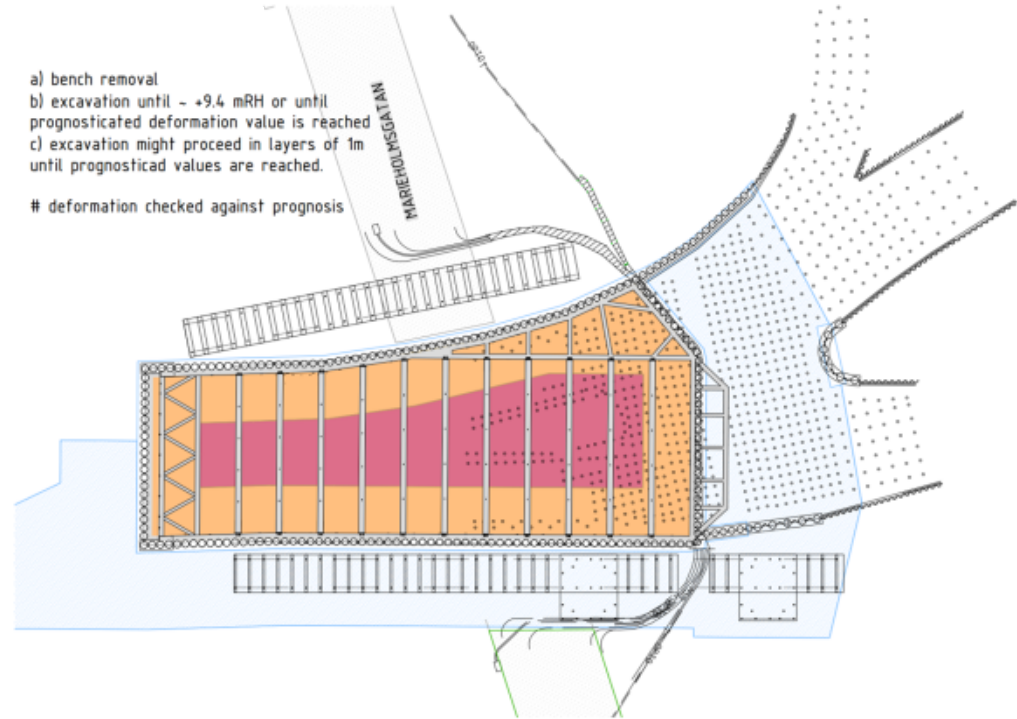 a) bench removal
b) excavation until ~ +9.4 mRH or until
prognosticated deformation value is reached
c) excavation might proceed in layers of 1m
until prognosticad values are reached.
# deformation checked against prognosis
MARIEHOLMSGATAN